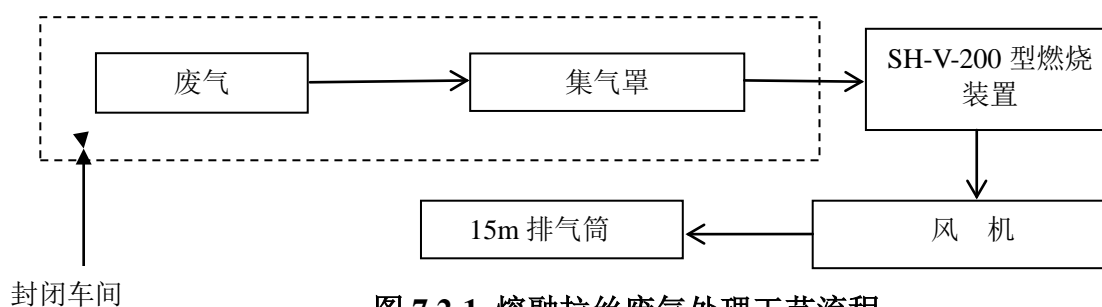 废气
集气罩
SH-V-200 型燃烧
装置
15m 排气筒
风 机
封闭车间
图 7.2-1 熔融拉丝废气处理工艺流程